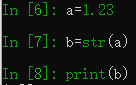 In [6]: a=1.23
In [7]: b=str(a)
In [8]: print(b)